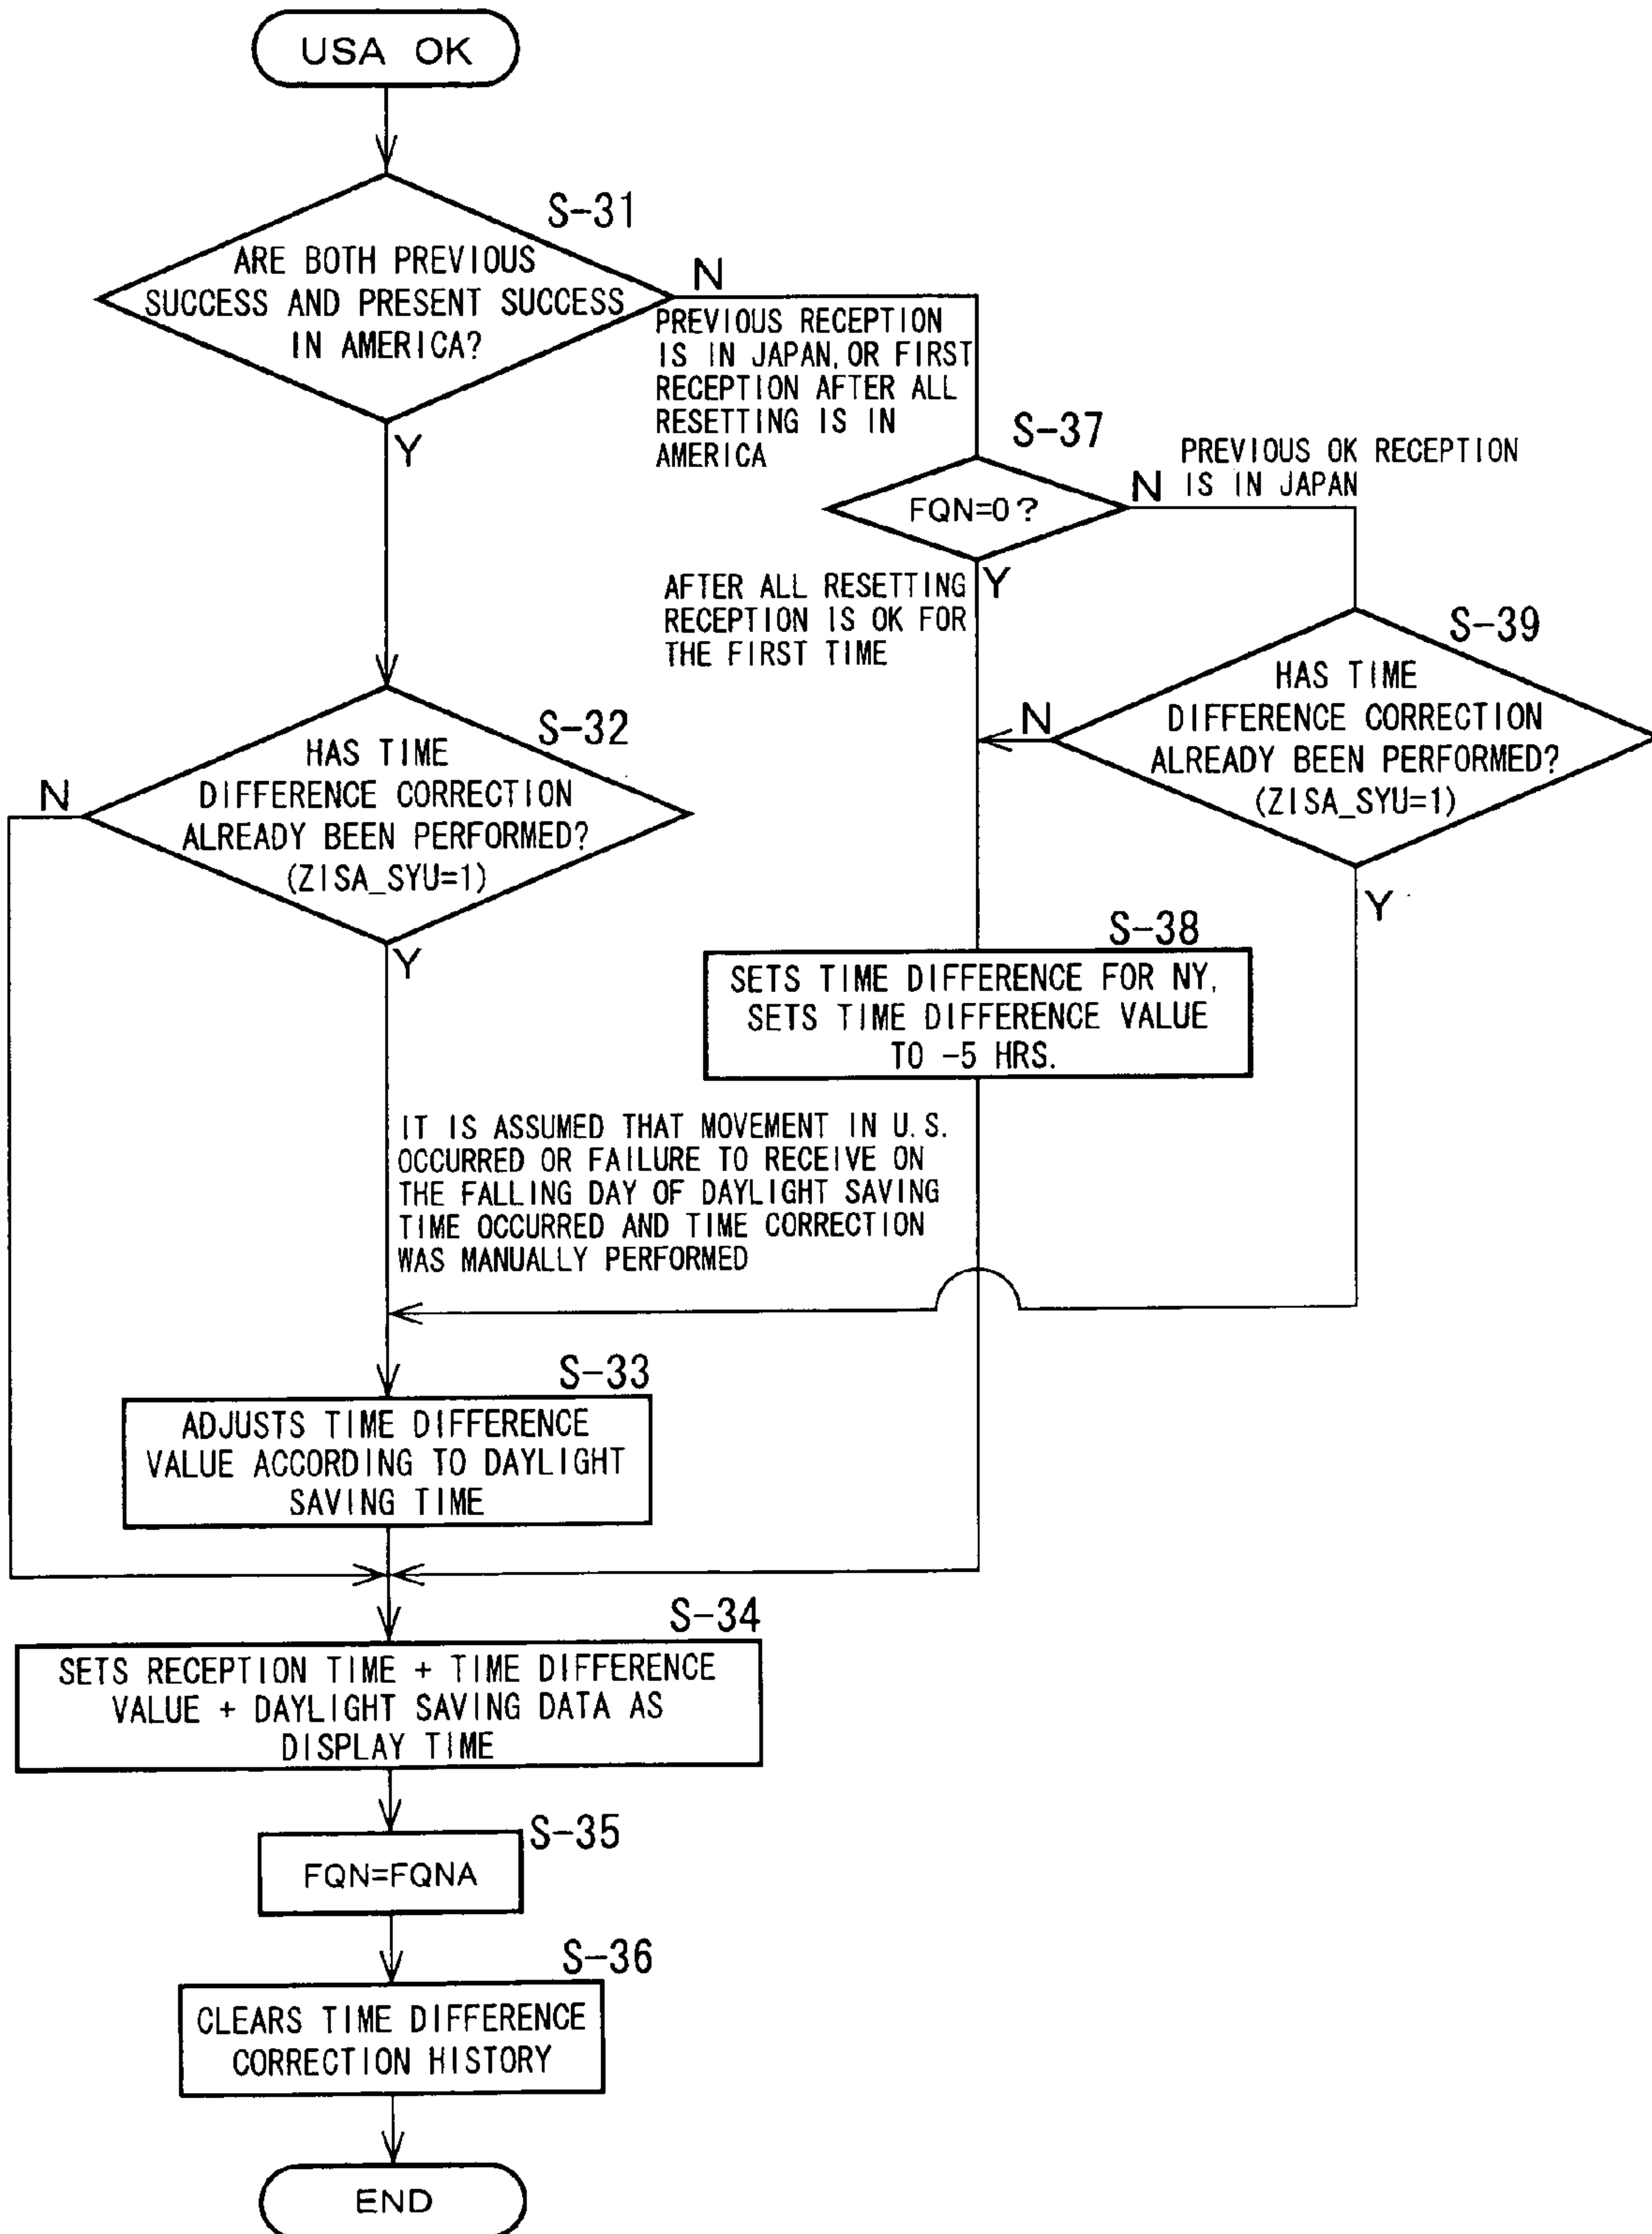 USA OK
S-31
ARE BOTH PREVIOUS
SUCCESS AND PRESENT SUCCESS
IN AMERICA?
N
PREVIOUS RECEPTION
IS IN JAPAN, OR FIRST
RECEPTION AFTER ALL
RESETTING IS IN
AMERICA
Y
S-37
FQN=0?
N
PREVIOUS OK RECEPTION
IS IN JAPAN
Y
AFTER ALL RESETTING
RECEPTION IS OK FOR
THE FIRST TIME
S-39
HAS TIME
DIFFERENCE CORRECTION
ALREADY BEEN PERFORMED?
(ZISA_SYU=1)
N
Y
S-32
HAS TIME
DIFFERENCE CORRECTION
ALREADY BEEN PERFORMED?
(ZISA_SYU=1)
N
Y
S-38
SETS TIME DIFFERENCE FOR NY,
SETS TIME DIFFERENCE VALUE
TO -5 HRS.
IT IS ASSUMED THAT MOVEMENT IN U.S.
OCCURRED OR FAILURE TO RECEIVE ON
THE FALLING DAY OF DAYLIGHT SAVING
TIME OCCURRED AND TIME CORRECTION
WAS MANUALLY PERFORMED
S-33
ADJUSTS TIME DIFFERENCE
VALUE ACCORDING TO DAYLIGHT
SAVING TIME
S-34
SETS RECEPTION TIME + TIME DIFFERENCE
VALUE + DAYLIGHT SAVING DATA AS
DISPLAY TIME
S-35
FQN=FQNA
S-36
CLEARS TIME DIFFERENCE
CORRECTION HISTORY
END